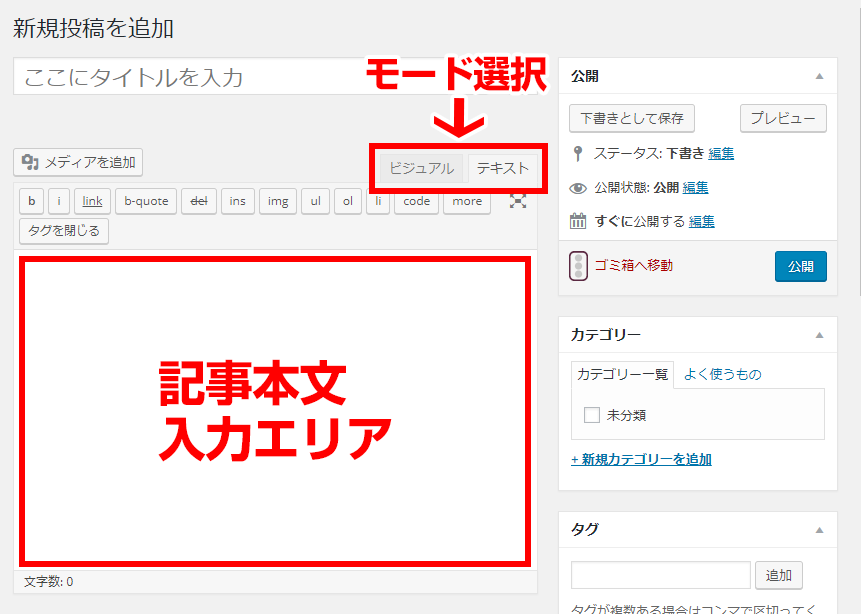 新規投稿を追加
ここにタイトルを入力
モード選択
メディアを追加
ビジュアル テキスト
b i link b-quote del ins img ul ol li code more
タグを閉じる
記事本文
入力エリア
文字数: 0
公開
下書きとして保存 プレビュー
ステータス: 下書き 編集
公開状態: 公開 編集
すぐに公開する 編集
ゴミ箱へ移動 公開
カテゴリー
カテゴリー一覧 よく使うもの
未分類
+ 新規カテゴリーを追加
タグ
追加
タグが複数ある場合はコンマで区切ってく